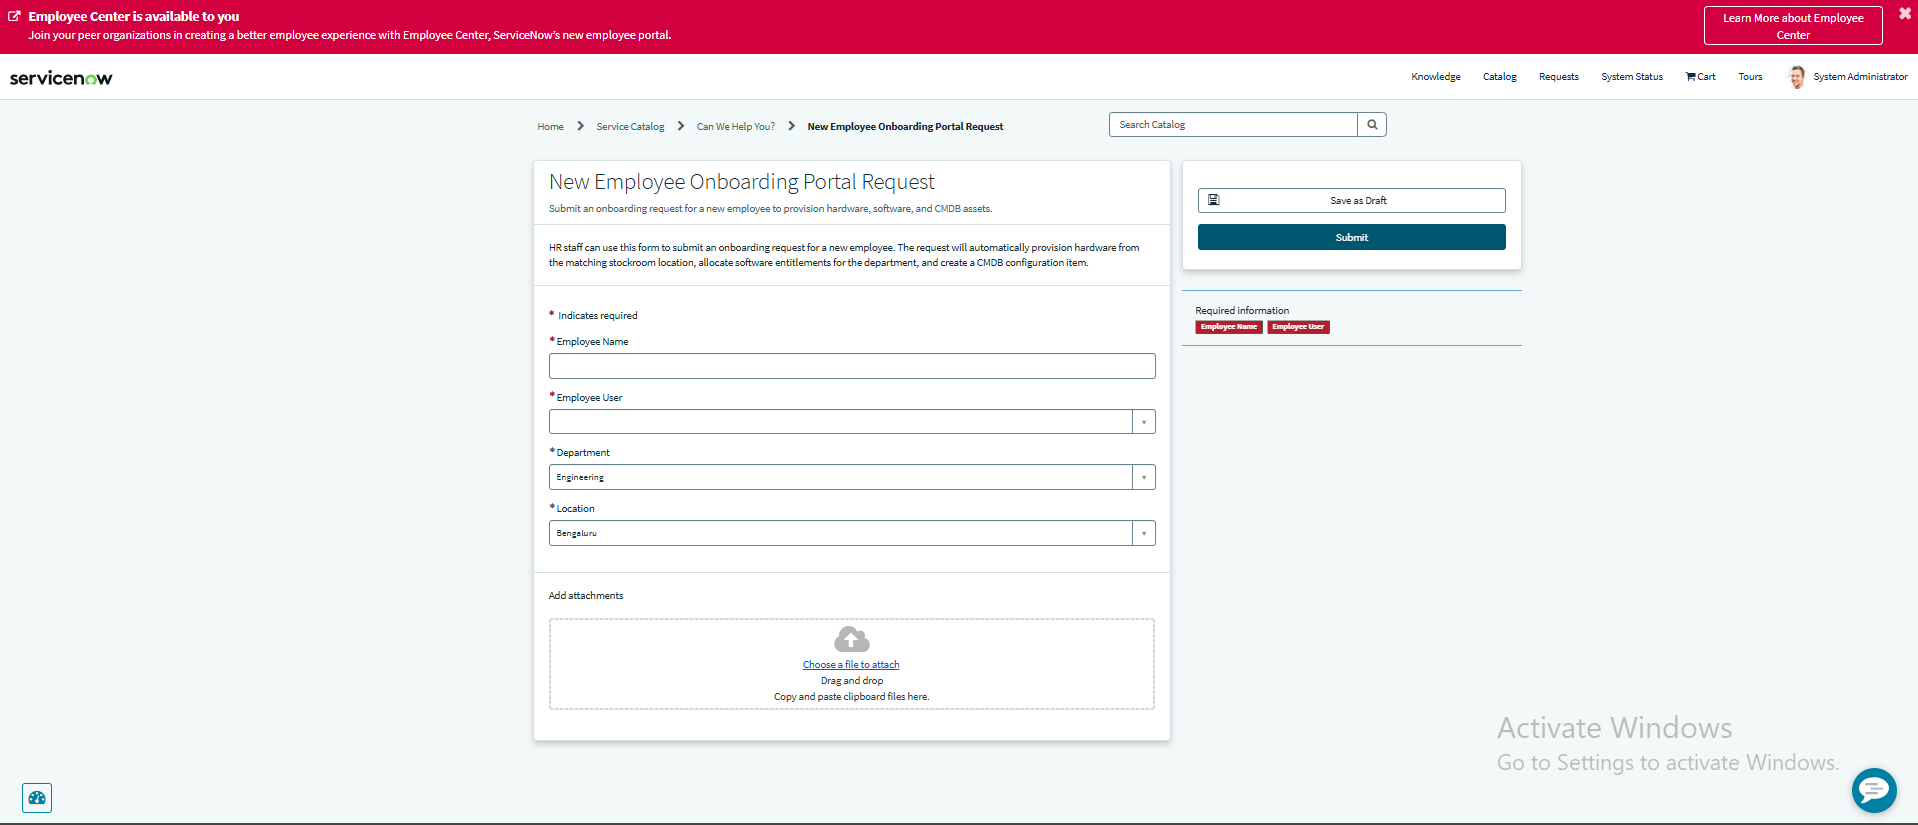 Employee Center is available to you
Join your peer organizations in creating a better employee experience with Employee Center, ServiceNow's new employee portal.
Learn More about Employee
Center
servicenow
Knowledge
Catalog
Requests
System Status
Cart
Tours
System Administrator
Home
Service Catalog
Can We Help You?
New Employee Onboarding Portal Request
Search Catalog
New Employee Onboarding Portal Request
Submit an onboarding request for a new employee to provision hardware, software, and CMDB assets.
HR staff can use this form to submit an onboarding request for a new employee. The request will automatically provision hardware from
the matching stockroom location, allocate software entitlements for the department, and create a CMDB configuration item.
* Indicates required
* Employee Name
* Employee User
* Department
Engineering
* Location
Bengaluru
Add attachments
Choose a file to attach
Drag and drop
Copy and paste clipboard files here.
Save as Draft
Submit
Required information
Employee Name Employee User
Activate Windows
Go to Settings to activate Windows.